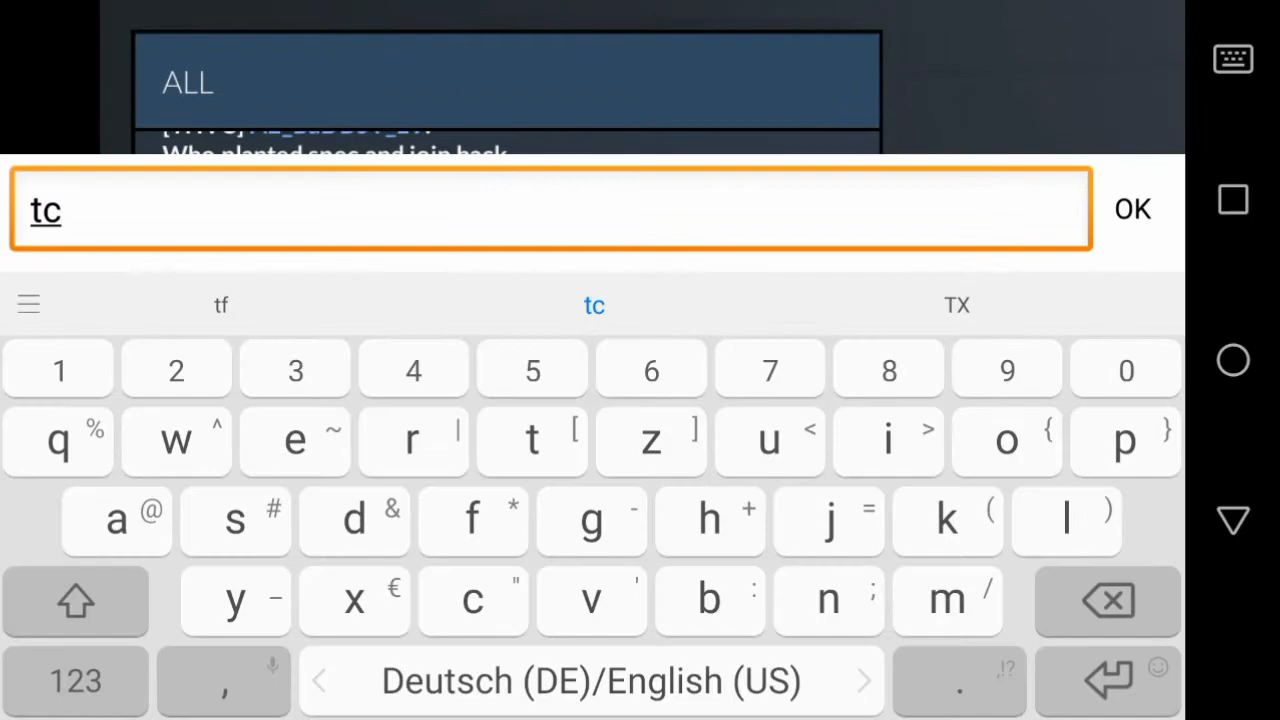 ALL
Who planted spec and join back
tc
OK
tf tc TX
1 2 3 4 5 6 7 8 9 0
q % w ^ e ~ r | t [ z ] u < i > o { p }
a @ s # d & f * g - h + j = k ( l )
y _ x € c " v ' b : n ; m /
123 , < Deutsch (DE)/English (US) > . ,!?